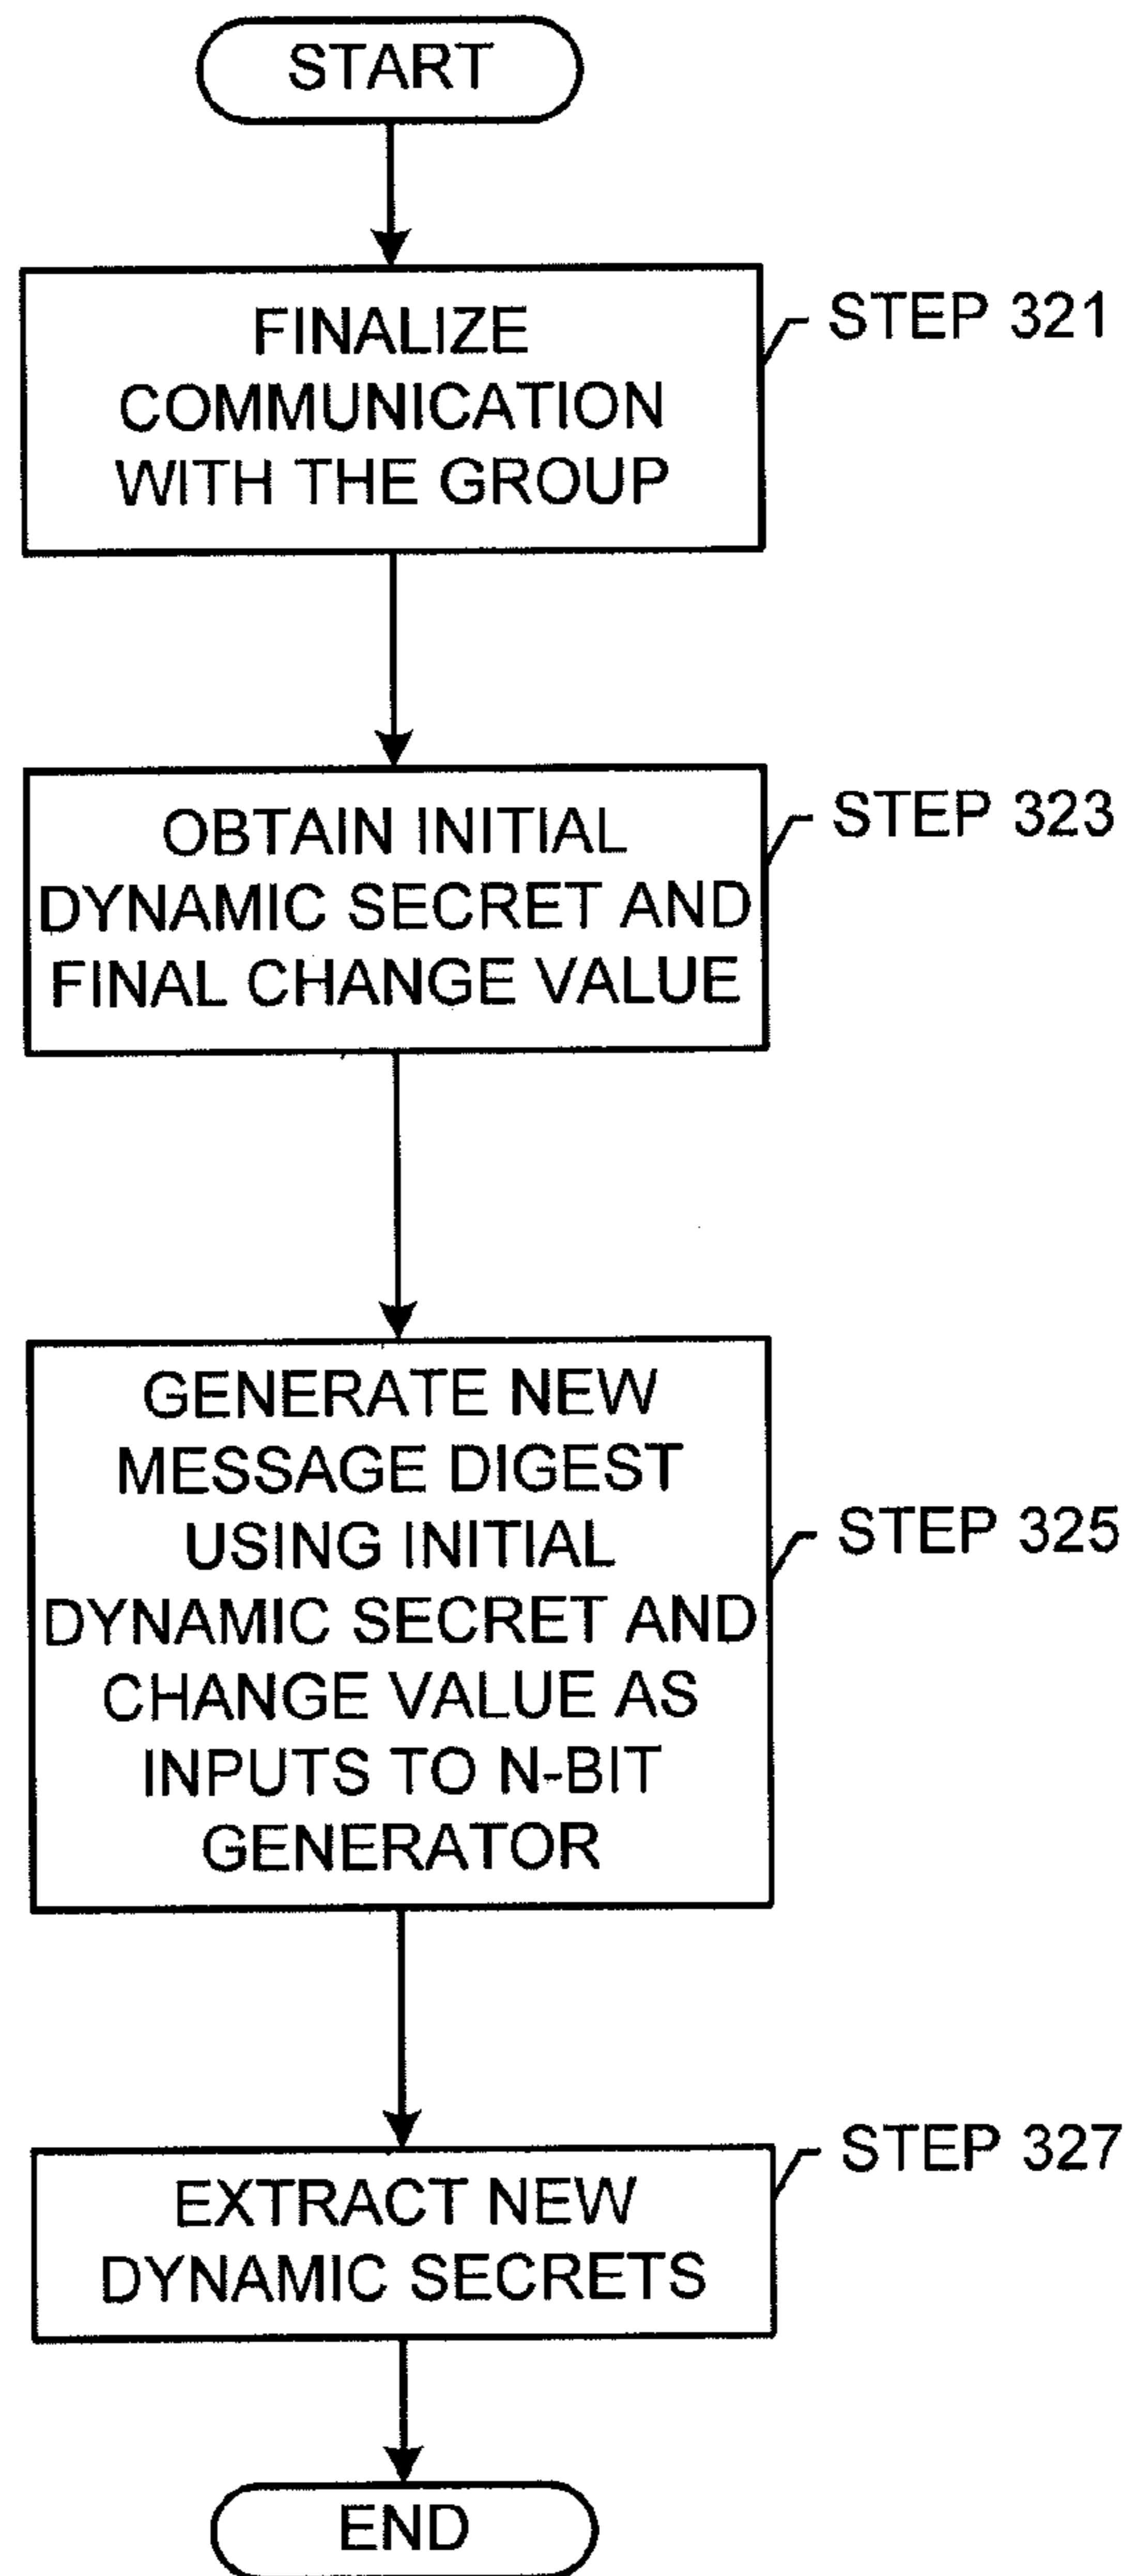 START
FINALIZE
COMMUNICATION
WITH THE GROUP
STEP 321
OBTAIN INITIAL
DYNAMIC SECRET AND
FINAL CHANGE VALUE
STEP 323
GENERATE NEW
MESSAGE DIGEST
USING INITIAL
DYNAMIC SECRET AND
CHANGE VALUE AS
INPUTS TO N-BIT
GENERATOR
STEP 325
EXTRACT NEW
DYNAMIC SECRETS
STEP 327
END